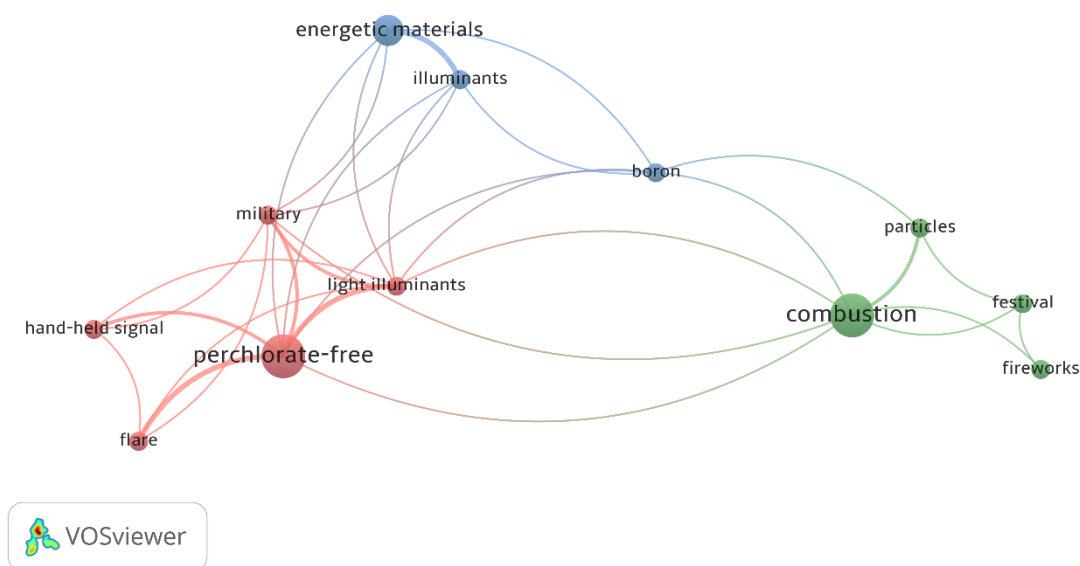 energetic materials
illuminants
boron
military
particles
light illuminants
festival
combustion
hand-held signal
perchlorate-free
fireworks
flare
VOSviewer